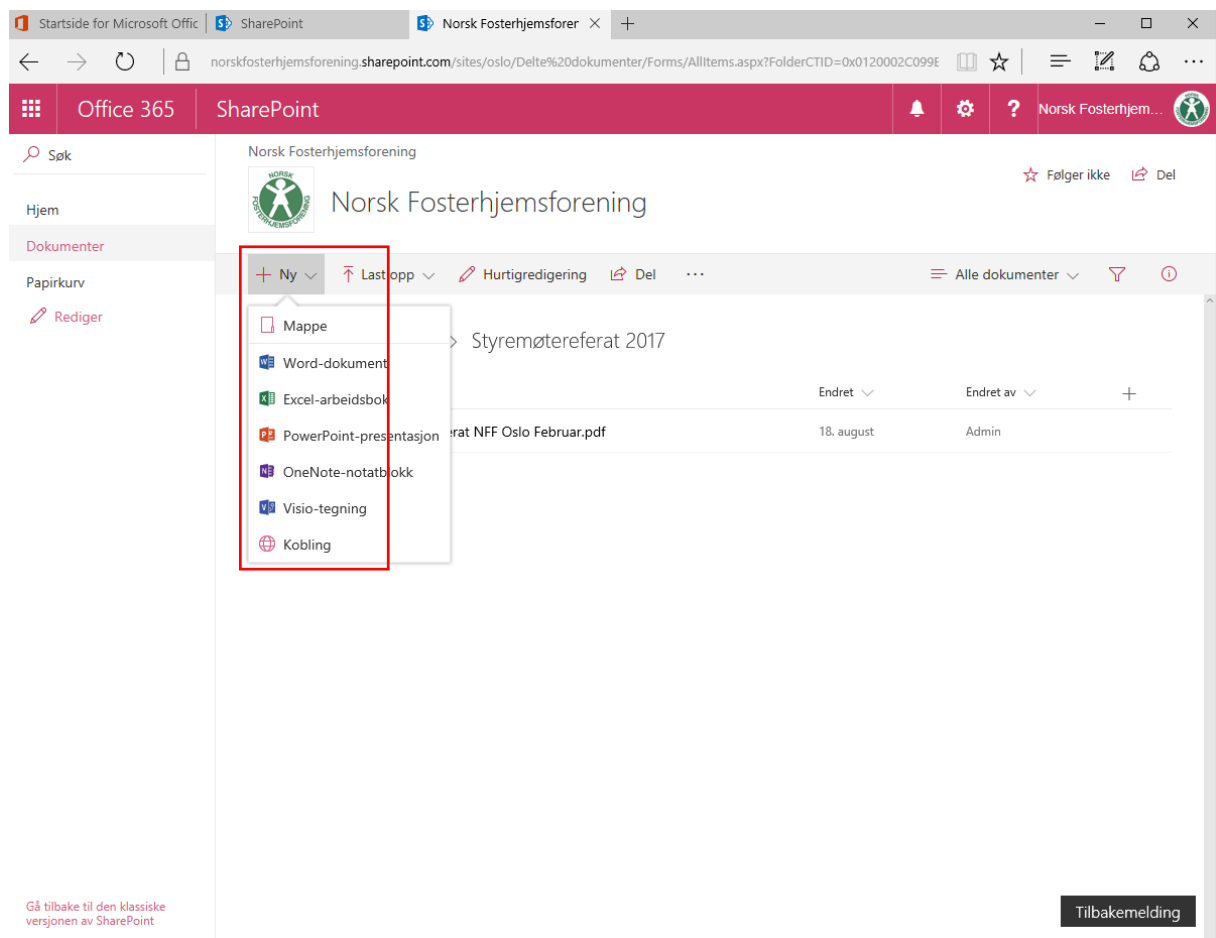 Startside for Microsoft Offic
SharePoint
Norsk Fosterhjemsforer
norskfosterhjemsforening.sharepoint.com/sites/oslo/Delte%20dokumenter/Forms/AllItems.aspx?FolderCTID=0x0120002C099E
Office 365
SharePoint
?
Norsk Fosterhjem...
Søk
Hjem
Dokumenter
Papirkurv
Rediger
Norsk Fosterhjemsforening
NORSK
FOSTERHJEMSFORENING
Norsk Fosterhjemsforening
Følger ikke
Del
Ny
Last opp
Hurtigredigering
Del
...
Alle dokumenter
Mappe
Word-dokument
Excel-arbeidsbok
PowerPoint-presentasjon
OneNote-notatblokk
Visio-tegning
Kobling
> Styremøtereferat 2017
Endret
Endret av
erat NFF Oslo Februar.pdf
18. august
Admin
Gå tilbake til den klassiske
versjonen av SharePoint
Tilbakemelding